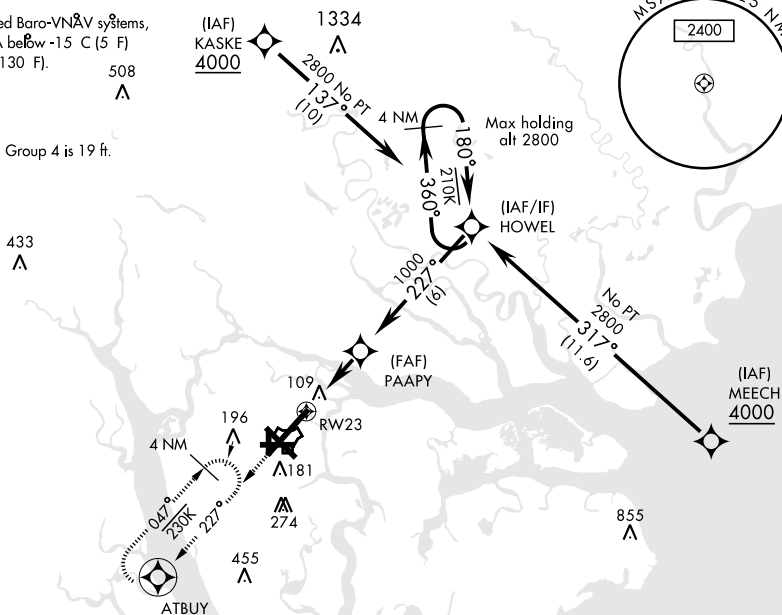 ed Baro-VNAV systems,
A below -15 C (5 F)
130 F).
508
Group 4 is 19 ft.
433
(IAF)
KASKE
4000
1334
2800 No PT
137°
(10)
4 NM
180°
210K
360°
Max holding
alt 2800
(IAF/IF)
HOWEL
MS
5 NM
2400
1000
227°
(6)
No PT
2800
317°
(11.6)
(IAF)
MEECH
4000
(FAF)
PAAPY
109
RW23
196
4 NM
181
274
047°
230K
227°
455
855
ATBUY